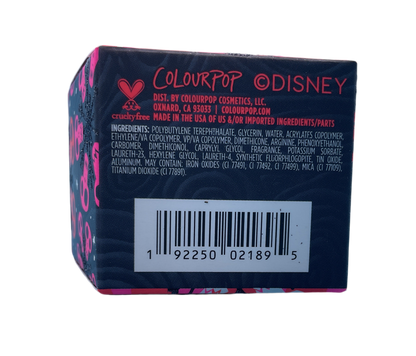 COLOURPOP ©DISNEY
crueltyfree
DIST. BY COLOURPOP COSMETICS, LLC.
OXNARD, CA 93033 | COLOURPOP.COM
MADE IN THE USA OF US &/OR IMPORTED INGREDIENTS/PARTS
INGREDIENTS: POLYBUTYLENE TEREPHTHALATE, GLYCERIN, WATER, ACRYLATES COPOLYMER,
ETHYLENE/VA COPOLYMER, VP/VA COPOLYMER, DIMETHICONE, ARGININE, PHENOXYETHANOL,
CARBOMER, DIMETHICONOL, CAPRYLYL GLYCOL, FRAGRANCE, POTASSIUM SORBATE,
LAURETH-23, HEXYLENE GLYCOL, LAURETH-4, SYNTHETIC FLUORPHLOGOPITE, TIN OXIDE,
ALUMINUM, MAY CONTAIN: IRON OXIDES (CI 77491, CI 77492, CI 77499), MICA (CI 77019),
TITANIUM DIOXIDE (CI 77891).
1 92250 02189 5